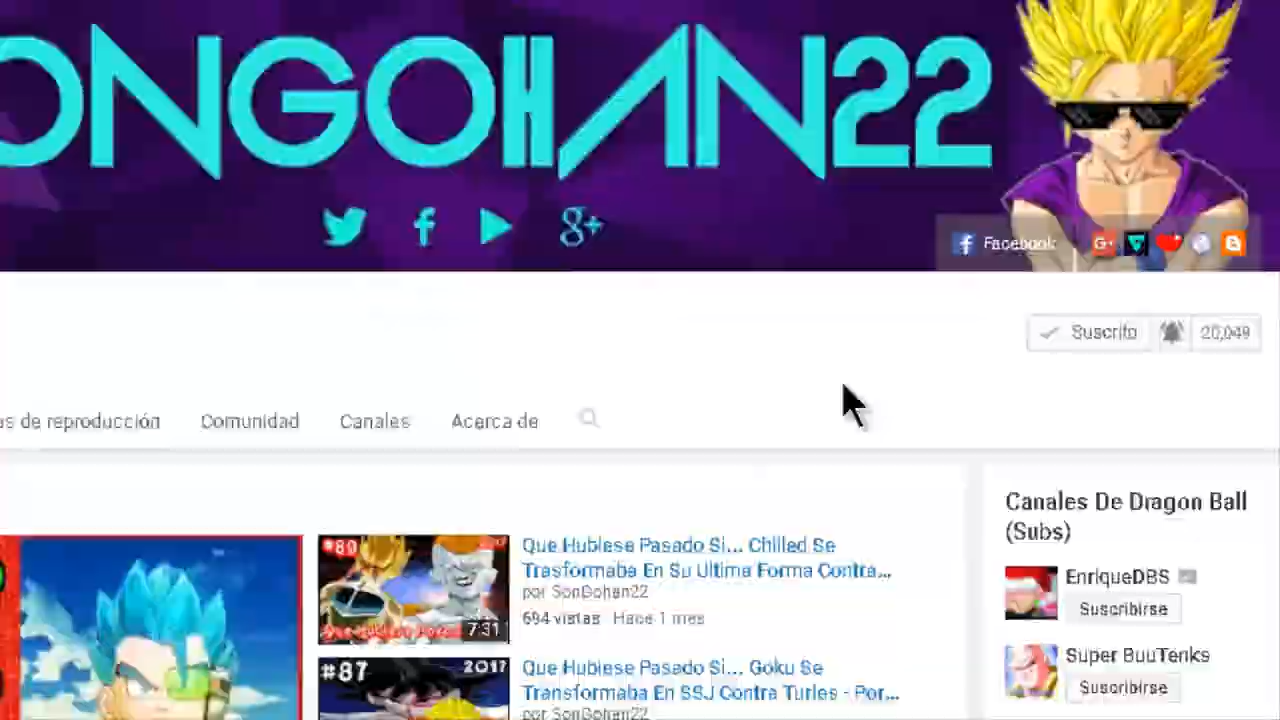 ONGOHAN22
Facebook
Suscrito 20,049
as de reproducción Comunidad Canales Acerca de
Canales De Dragon Ball
(Subs)
EnriqueDBS
Suscribirse
Super BuuTenks
Suscribirse
#80
7:31
Que Hubiese Pasado Si... Chilled Se
Trasformaba En Su Ultima Forma Contra...
por SonGohan22
694 vistas Hace 1 mes
#87 2017
Que Hubiese Pasado Si... Goku Se
Transformaba En SSJ Contra Turles - Por...
por SonGohan22